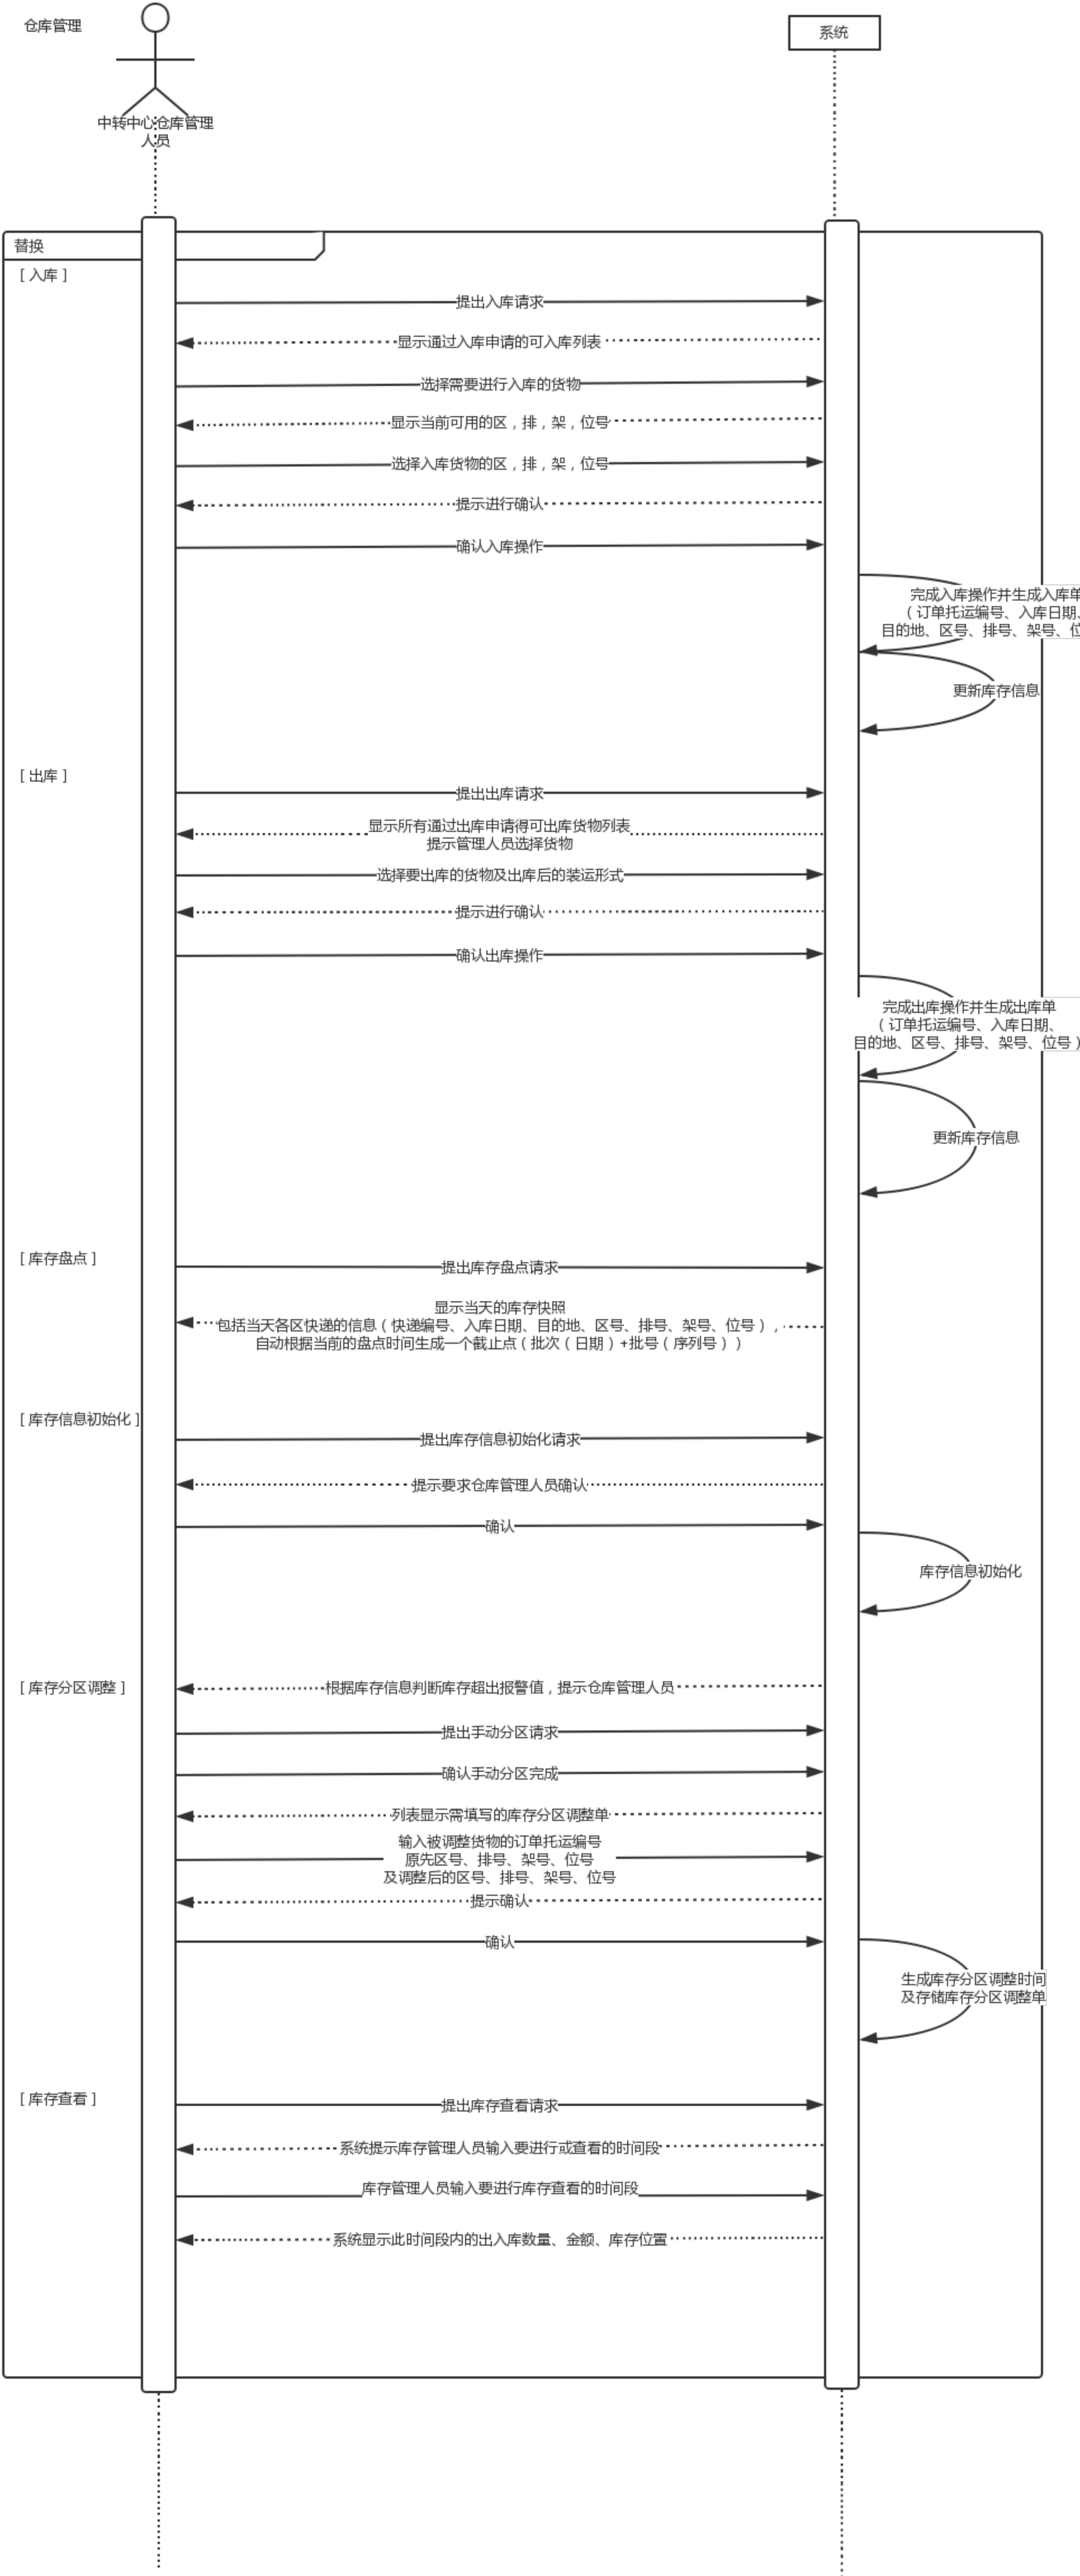 仓库管理
系统
中转中心仓库管理
人员
替换
[ 入库 ]
提出入库请求
显示通过入库申请的可入库列表
选择需要进行入库的货物
显示当前可用的区，排，架，位号
选择入库货物的区，排，架，位号
提示进行确认
确认入库操作
完成入库操作并生成入库单
（订单托运编号、入库日期、
目的地、区号、排号、架号、位
更新库存信息
[ 出库 ]
提出出库请求
显示所有通过出库申请得可出库货物列表
提示管理人员选择货物
选择要出库的货物及出库后的装运形式
提示进行确认
确认出库操作
完成出库操作并生成出库单
（订单托运编号、入库日期、
目的地、区号、排号、架号、位号）
更新库存信息
[ 库存盘点 ]
提出库存盘点请求
显示当天的库存快照
包括当天各区快递的信息（快递编号、入库日期、目的地、区号、排号、架号、位号），
自动根据当前的盘点时间生成一个截止点（批次（日期）+批号（序列号））
[ 库存信息初始化 ]
提出库存信息初始化请求
提示要求仓库管理人员确认
确认
库存信息初始化
[ 库存分区调整 ]
根据库存信息判断库存超出报警值，提示仓库管理人员
提出手动分区请求
确认手动分区完成
列表显示需填写的库存分区调整单
输入被调整货物的订单托运编号
原先区号、排号、架号、位号
及调整后的区号、排号、架号、位号
提示确认
确认
生成库存分区调整时间
及存储库存分区调整单
[ 库存查看 ]
提出库存查看请求
系统提示库存管理人员输入要进行或查看的时间段
库存管理人员输入要进行库存查看的时间段
系统显示此时间段内的出入库数量、金额、库存位置